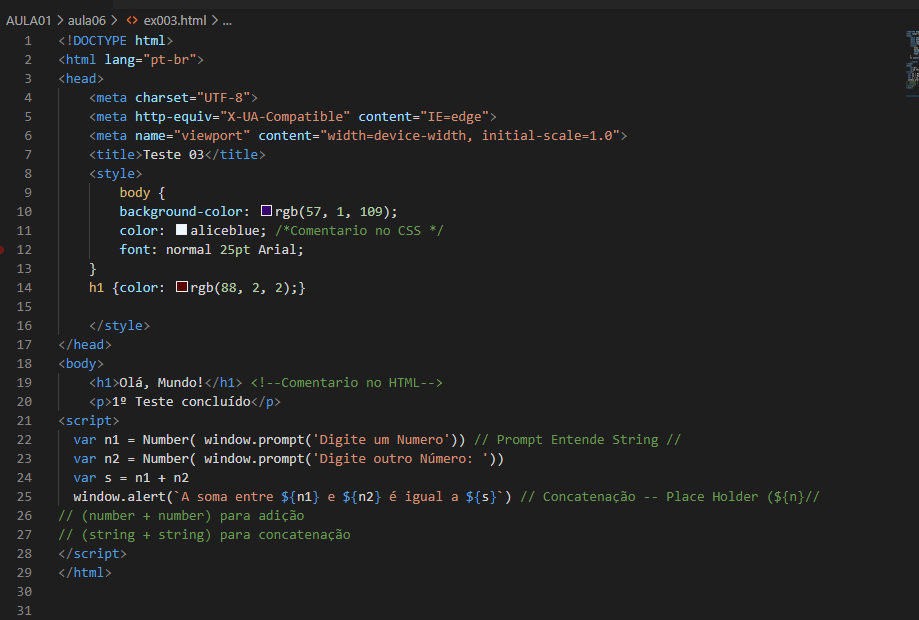 AULA01 > aula06 > <> ex003.html > ...
1 <!DOCTYPE html>
2 <html lang="pt-br">
3 <head>
4 <meta charset="UTF-8">
5 <meta http-equiv="X-UA-Compatible" content="IE=edge">
6 <meta name="viewport" content="width=device-width, initial-scale=1.0">
7 <title>Teste 03</title>
8 <style>
9 body {
10 background-color: rgb(57, 1, 109);
11 color: aliceblue; /*Comentario no CSS */
12 font: normal 25pt Arial;
13 }
14 h1 {color: rgb(88, 2, 2);}
15
16 </style>
17 </head>
18 <body>
19 <h1>Olá, Mundo!</h1> <!--Comentario no HTML-->
20 <p>1º Teste concluído</p>
21 <script>
22 var n1 = Number( window.prompt('Digite um Numero')) // Prompt Entende String //
23 var n2 = Number( window.prompt('Digite outro Número: '))
24 var s = n1 + n2
25 window.alert(`A soma entre ${n1} e ${n2} é igual a ${s}`) // Concatenação -- Place Holder (${n}//
26 // (number + number) para adição
27 // (string + string) para concatenação
28 </script>
29 </html>
30
31